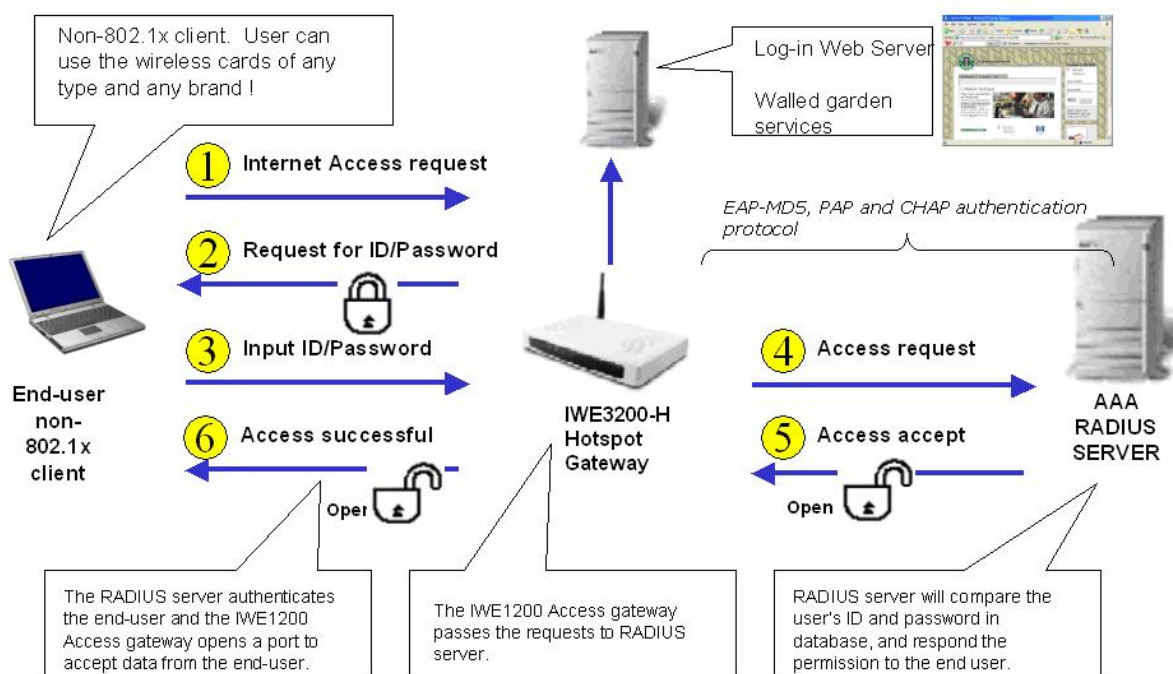 Non-802.1x client. User can
use the wireless cards of any
type and any brand !
Log-in Web Server
Walled garden
services
1 Internet Access request
EAP-MD5, PAP and CHAP authentication
protocol
2 Request for ID/Password
3 Input ID/Password
4 Access request
End-user
non-
802.1x
client
IWE3200-H
Hotspot
Gateway
AAA
RADIUS
SERVER
6 Access successful
5 Access accept
Oper
Open
The RADIUS server authenticates
the end-user and the IWE1200
Access gateway opens a port to
accept data from the end-user.
The IWE1200 Access gateway
passes the requests to RADIUS
server.
RADIUS server will compare the
user's ID and password in
database, and respond the
permission to the end user.